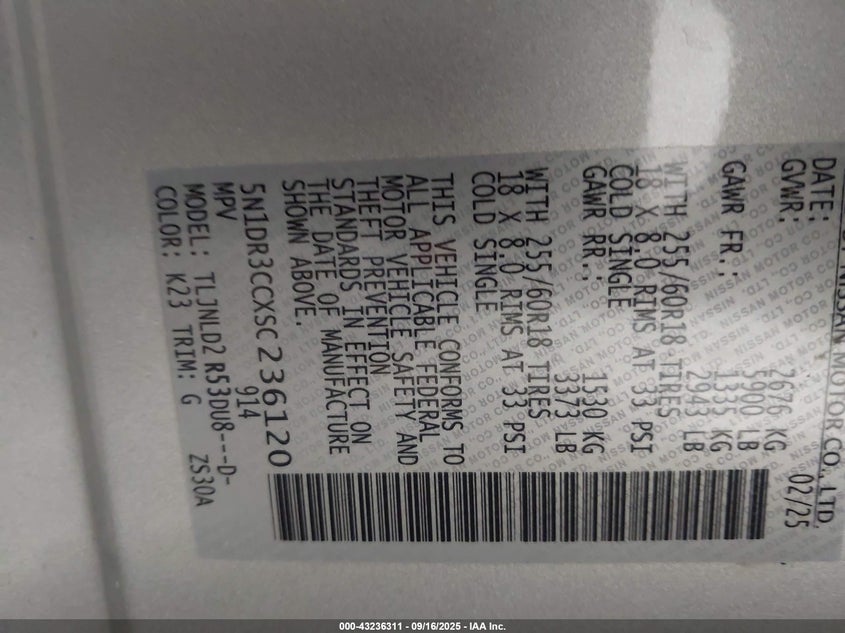 NISSAN MOTOR CO., LTD.
DATE: 02/25
GVWR: 2676 KG
5900 LB
GAWR FR.: 1335 KG
2943 LB
WITH 255/60R18 TIRES
18 X 8.0 RIMS AT 33 PSI
COLD SINGLE
GAWR RR.: 1530 KG
3373 LB
WITH 255/60R18 TIRES
18 X 8.0 RIMS AT 33 PSI
COLD SINGLE
THIS VEHICLE CONFORMS TO
ALL APPLICABLE FEDERAL
MOTOR VEHICLE SAFETY AND
THEFT PREVENTION
STANDARDS IN EFFECT ON
THE DATE OF MANUFACTURE
SHOWN ABOVE.
5N1DR3CCXSC236120
MPV 914
MODEL: TLJNLD2 R53DU8---D-
COLOR: K23 TRIM: G ZS30A
000-43236311 - 09/16/2025 - IAA Inc.